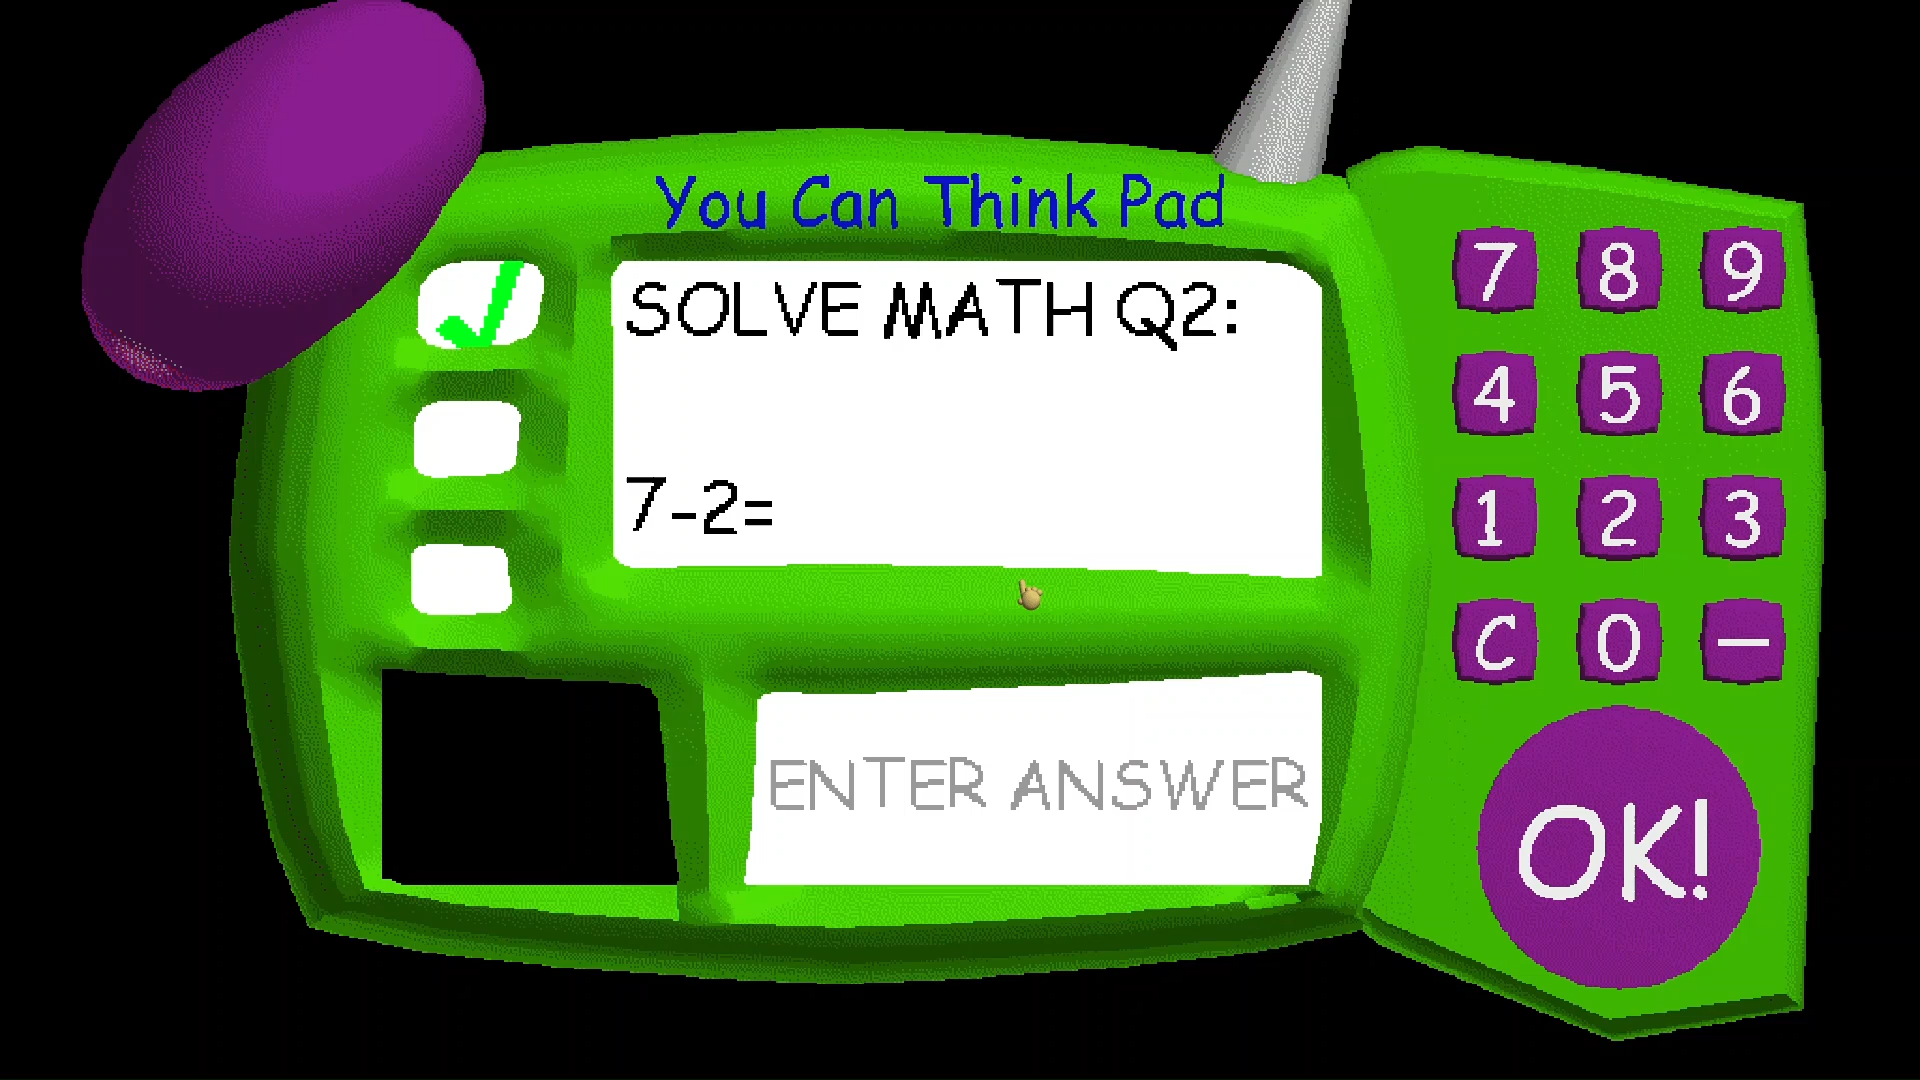 You Can Think Pad
SOLVE MATH Q2:
7-2=
ENTER ANSWER
7 8 9
4 5 6
1 2 3
C 0 —
OK!